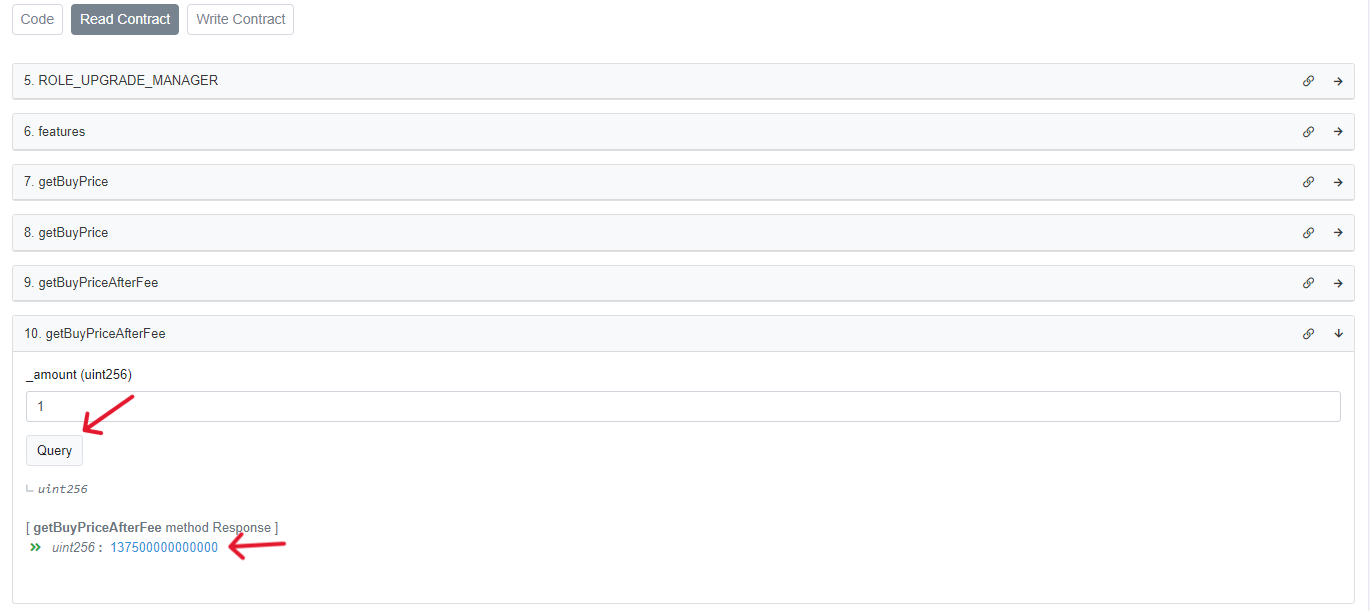 Code Read Contract Write Contract
5. ROLE_UPGRADE_MANAGER
6. features
7. getBuyPrice
8. getBuyPrice
9. getBuyPriceAfterFee
10. getBuyPriceAfterFee
_amount (uint256)
1
Query
uint256
[ getBuyPriceAfterFee method Response ]
uint256 : 137500000000000